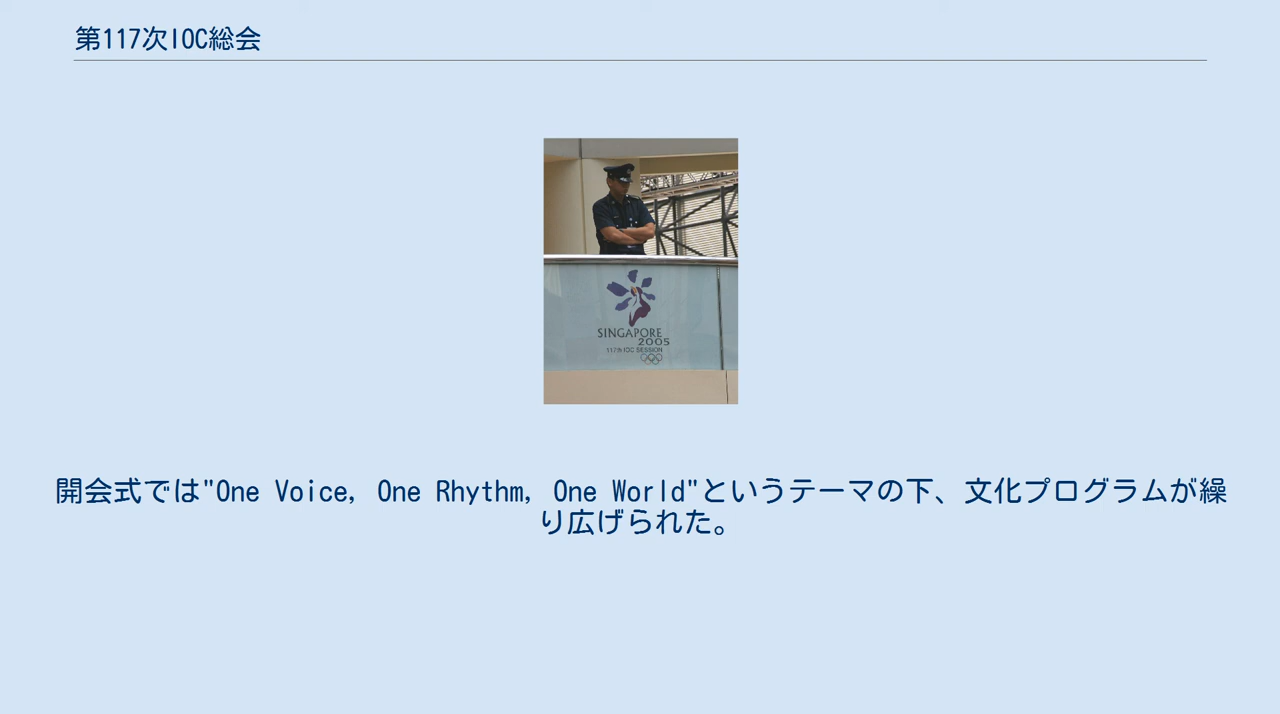 第117次IOC総会
SINGAPORE
2005
117th IOC SESSION
開会式では"One Voice, One Rhythm, One World"というテーマの下、文化プログラムが繰
り広げられた。